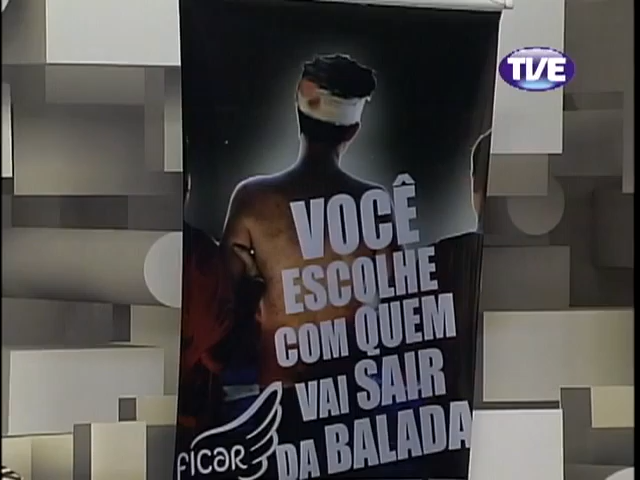 TVE
VOCÊ
ESCOLHE
COM QUEM
VAI SAIR
DA BALADA
FICAR